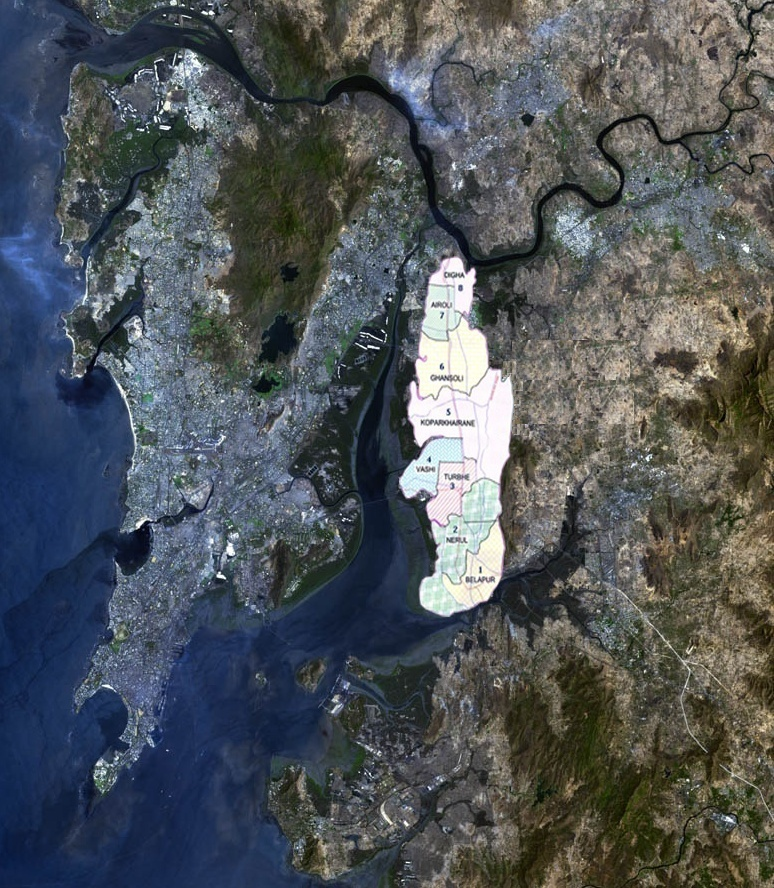 DIGHA
8
AIROLI
7
6
GHANSOLI
5
KOPARKHAIRANE
4
VASHI
TURBHE
3
2
NERUL
1
BELAPUR